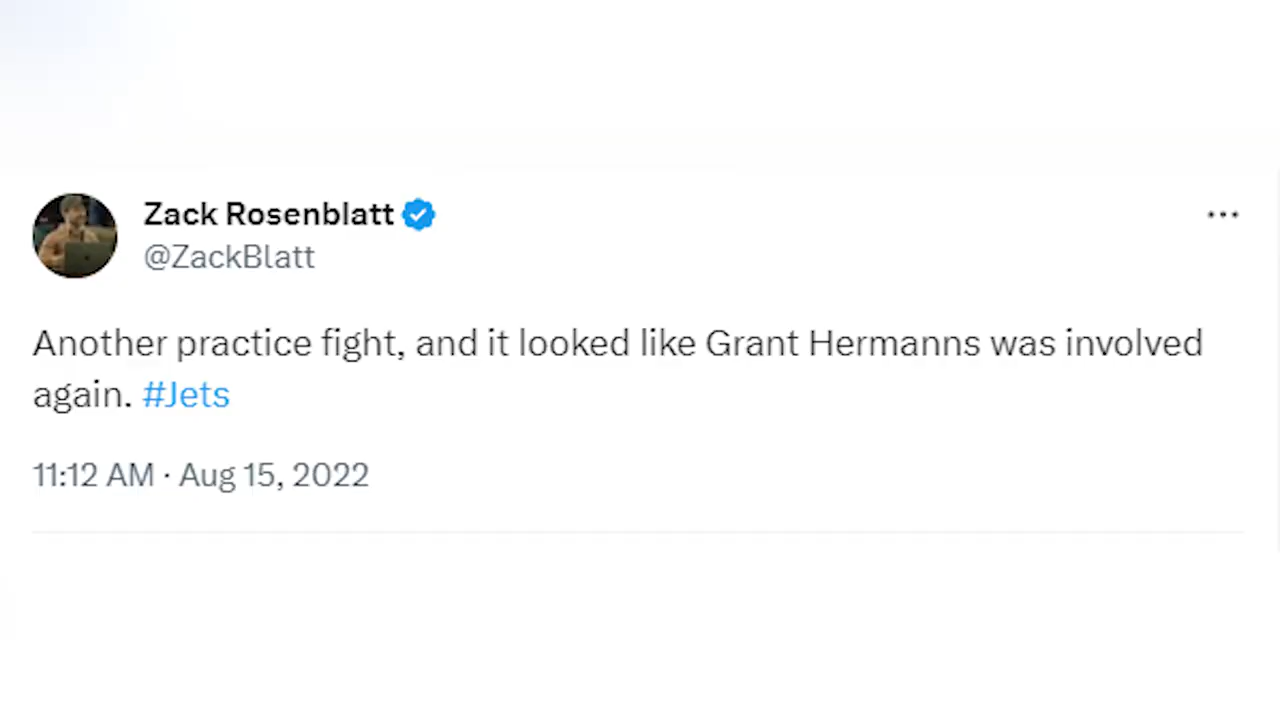 Zack Rosenblatt
@ZackBlatt
Another practice fight, and it looked like Grant Hermanns was involved
again. #Jets
11:12 AM · Aug 15, 2022